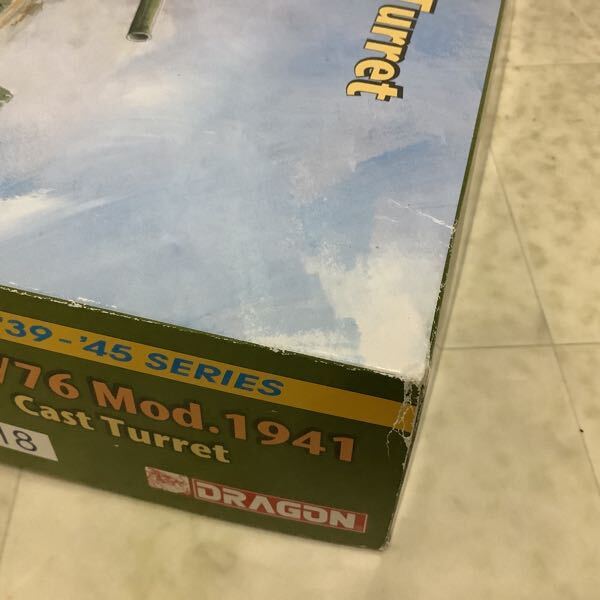 Turret
'39-'45 SERIES
/76 Mod.1941
Cast Turret
18
DRAGON